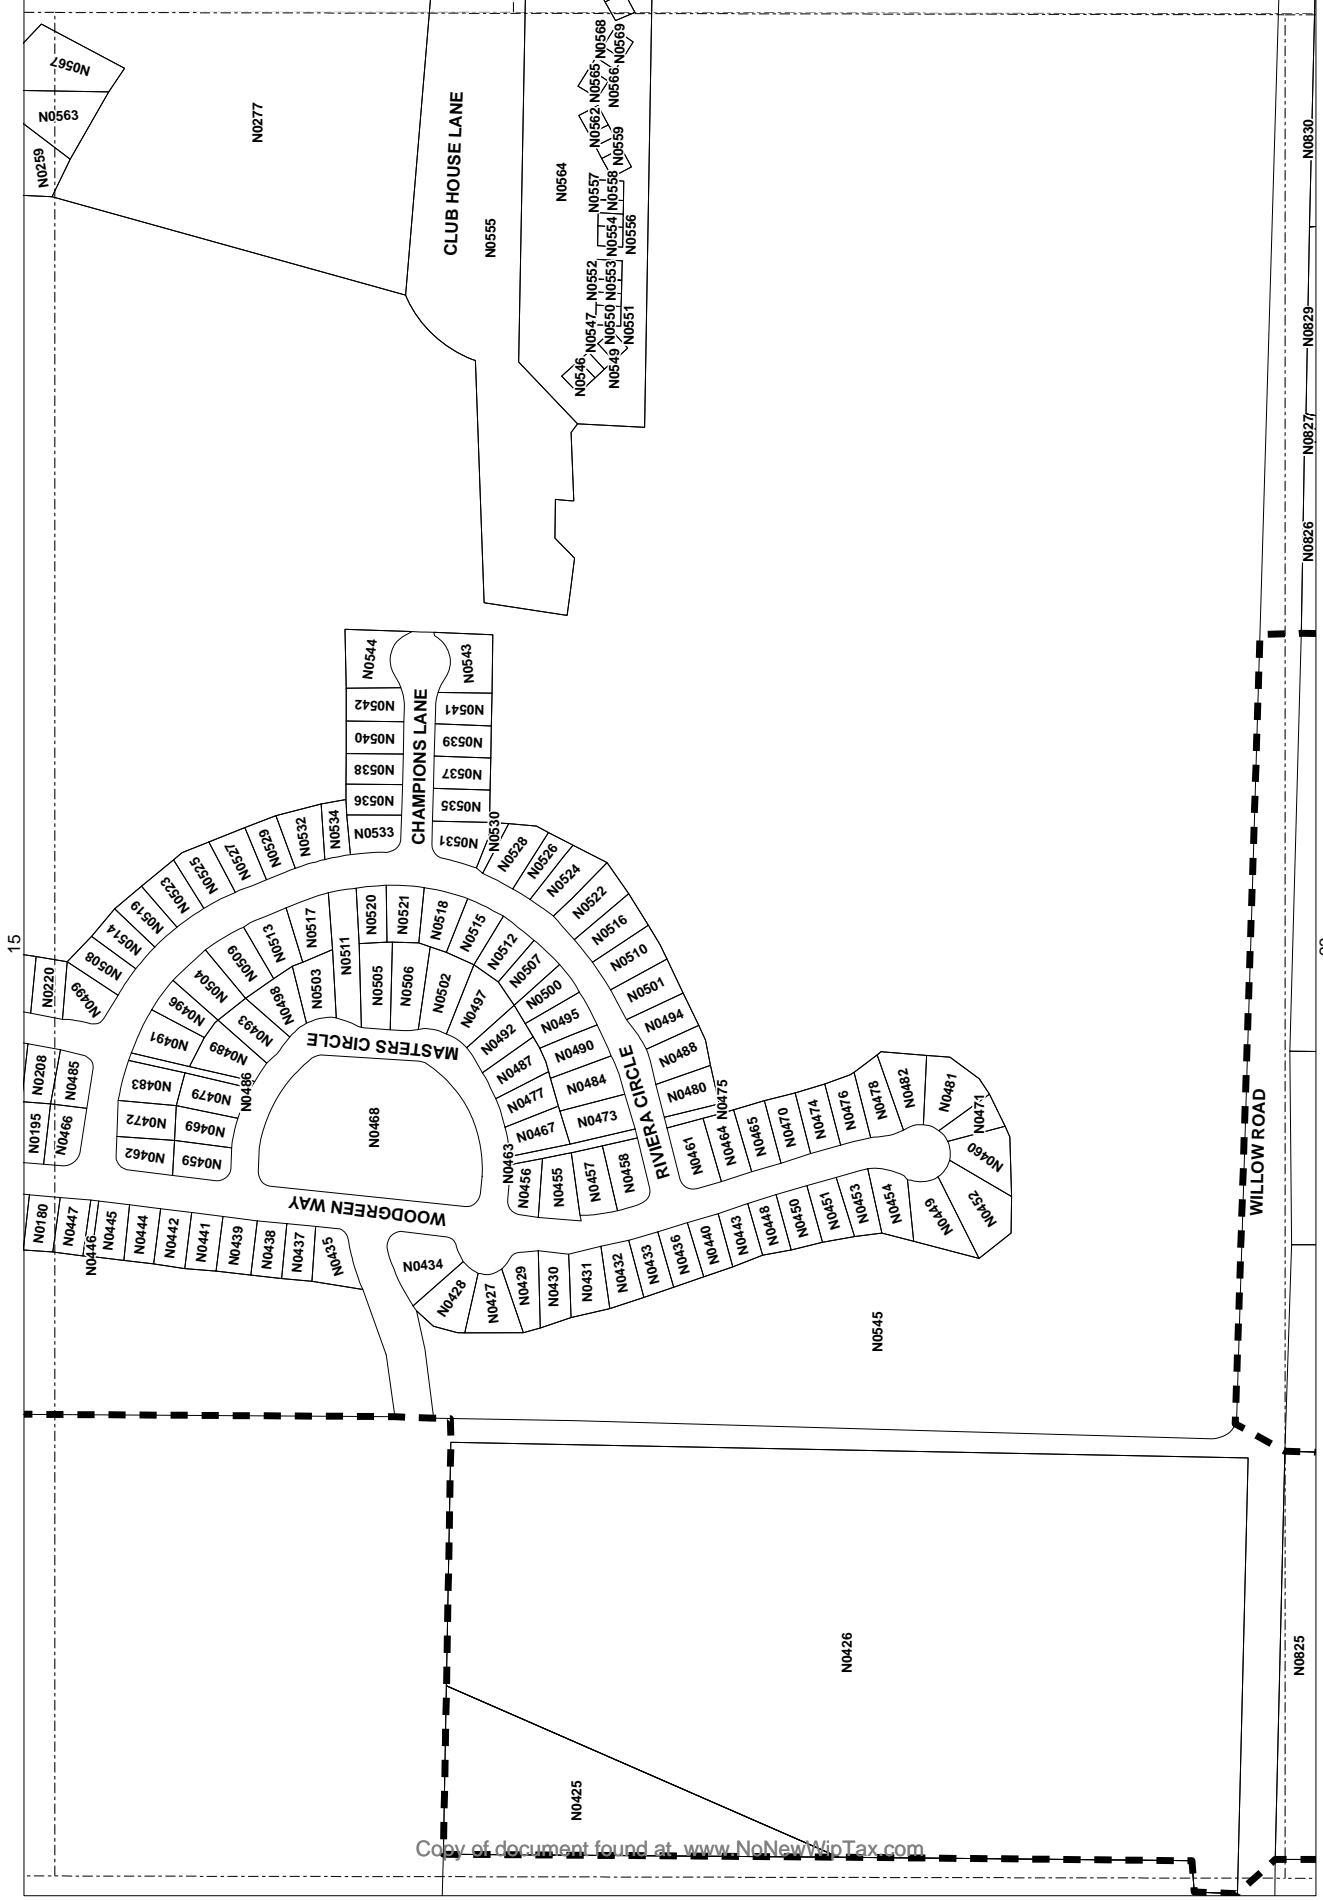 N0568
N0569
N0567
N0565
N0566
N0563
N0277
N0562
N0559
N0830
CLUB HOUSE LANE
N0259
N0564
N0557
N0558
N0555
N0554
N0556
N0552
N0553
N0547
N0550
N0551
N0829
N0546
N0549
N0827
N0826
N0544
N0543
N0542
N0541
N0540
N0539
N0538
N0537
N0536
N0535
CHAMPIONS LANE
N0533
N0534
N0532
N0531
N0530
N0529
N0528
N0527
N0526
N0525
N0524
N0523
N0522
N0519
N0520
N0521
N0518
N0515
N0516
N0514
N0517
N0513
N0512
N0510
15
N0511
N0509
N0508
N0507
N0220
N0499
N0504
N0503
N0505
N0506
N0502
N0501
N0500
N0498
N0497
N0496
N0495
N0494
N0493
N0492
N0491
N0490
N0489
N0488
MASTERS CIRCLE
N0487
N0486
N0208
N0485
N0483
N0484
N0482
N0481
N0480
N0479
N0478
N0477
N0476
N0475
N0474
N0473
N0472
N0471
N0470
N0195
N0466
N0469
N0468
N0467
RIVIERA CIRCLE
N0465
N0464
N0463
N0462
N0461
N0460
N0459
N0458
N0457
N0456
N0455
WILLOW ROAD
WOODGREEN WAY
N0454
N0453
N0452
N0451
N0450
N0449
N0448
N0180
N0447
N0446
N0445
N0444
N0443
N0442
N0441
N0440
N0439
N0438
N0437
N0436
N0435
N0434
N0433
N0432
N0431
N0430
N0429
N0428
N0427
N0545
N0426
N0825
N0425
Copy of document found at www.NoNewWipTax.com